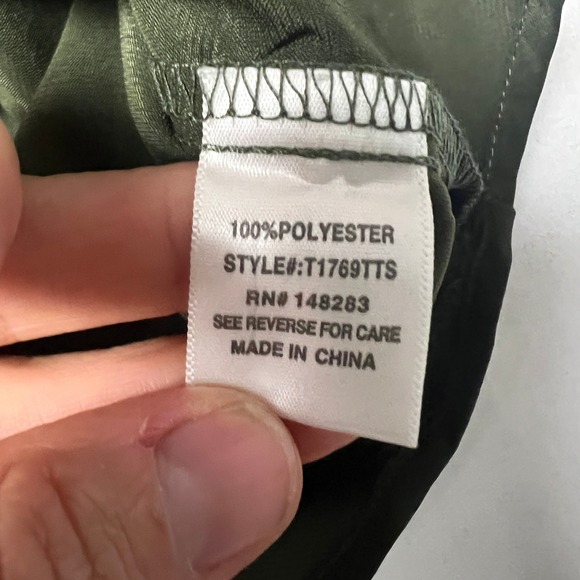 100%POLYESTER
STYLE#:T1769TTS
RN# 148283
SEE REVERSE FOR CARE
MADE IN CHINA